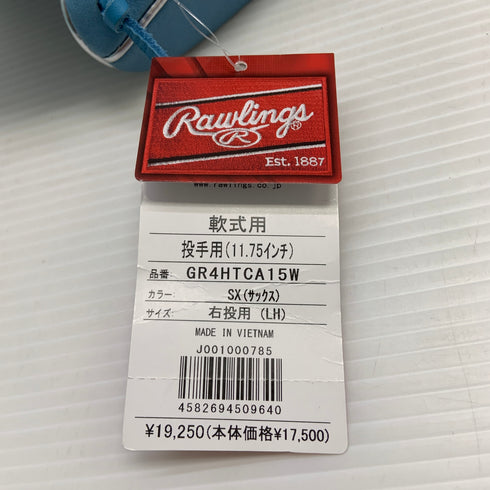 Rawlings®
R
Est. 1887
www.rawlings.co.jp
軟式用
投手用(11.75インチ)
品番: GR4HTCA15W
カラー: SX(サックス)
サイズ: 右投用 (LH)
MADE IN VIETNAM
J001000785
4582694509640
¥19,250(本体価格¥17,500)